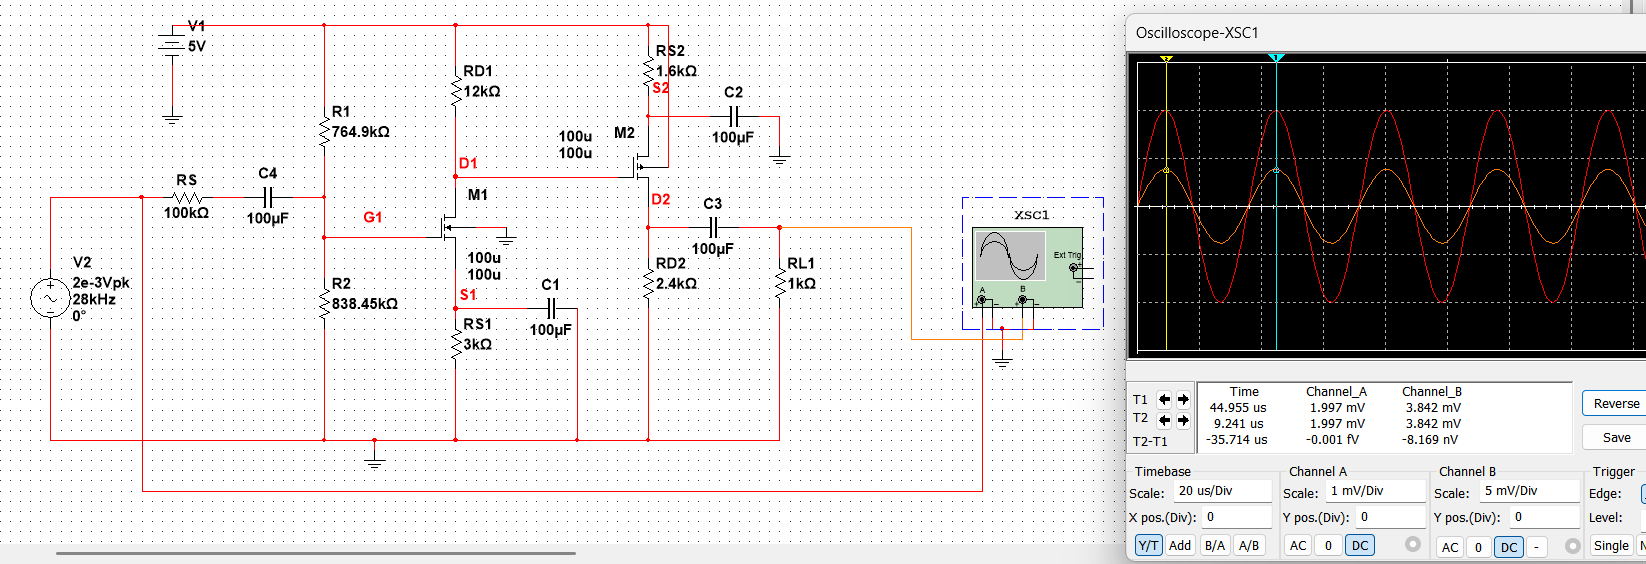 V1
5V
R1
764.9kΩ
RD1
12kΩ
RS2
1.6kΩ
S2
C2
100µF
M2
100u
100u
D1
M1
D2
C3
100µF
RS
100kΩ
C4
100µF
G1
100u
100u
S1
C1
100µF
RS1
3kΩ
V2
2e-3Vpk
28kHz
0°
R2
838.45kΩ
RD2
2.4kΩ
RL1
1kΩ
XSC1
Ext Trig
+
-
A
B
+
-
+
-
Oscilloscope-XSC1
T1
T2
T2-T1
Time Channel_A Channel_B
44.955 us 1.997 mV 3.842 mV
9.241 us 1.997 mV 3.842 mV
-35.714 us -0.001 fV -8.169 nV
Reverse
Save
Timebase
Scale: 20 us/Div
X pos.(Div): 0
Y/T Add B/A A/B
Channel A
Scale: 1 mV/Div
Y pos.(Div): 0
AC 0 DC
Channel B
Scale: 5 mV/Div
Y pos.(Div): 0
AC 0 DC -
Trigger
Edge:
Level:
Single